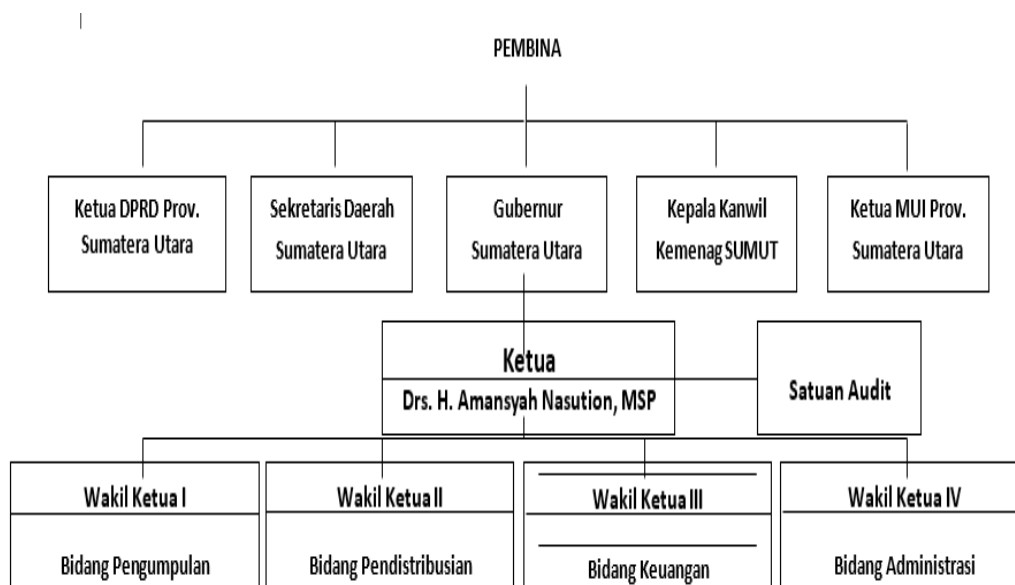 PEMBINA
Ketua DPRD Prov.
Sumatera Utara
Sekretaris Daerah
Sumatera Utara
Gubernur
Sumatera Utara
Kepala Kanwil
Kemenag SUMUT
Ketua MUI Prov.
Sumatera Utara
Ketua
Drs. H. Amansyah Nasution, MSP
Satuan Audit
Wakil Ketua I
Bidang Pengumpulan
Wakil Ketua II
Bidang Pendistribusian
Wakil Ketua III
Bidang Keuangan
Wakil Ketua IV
Bidang Administrasi